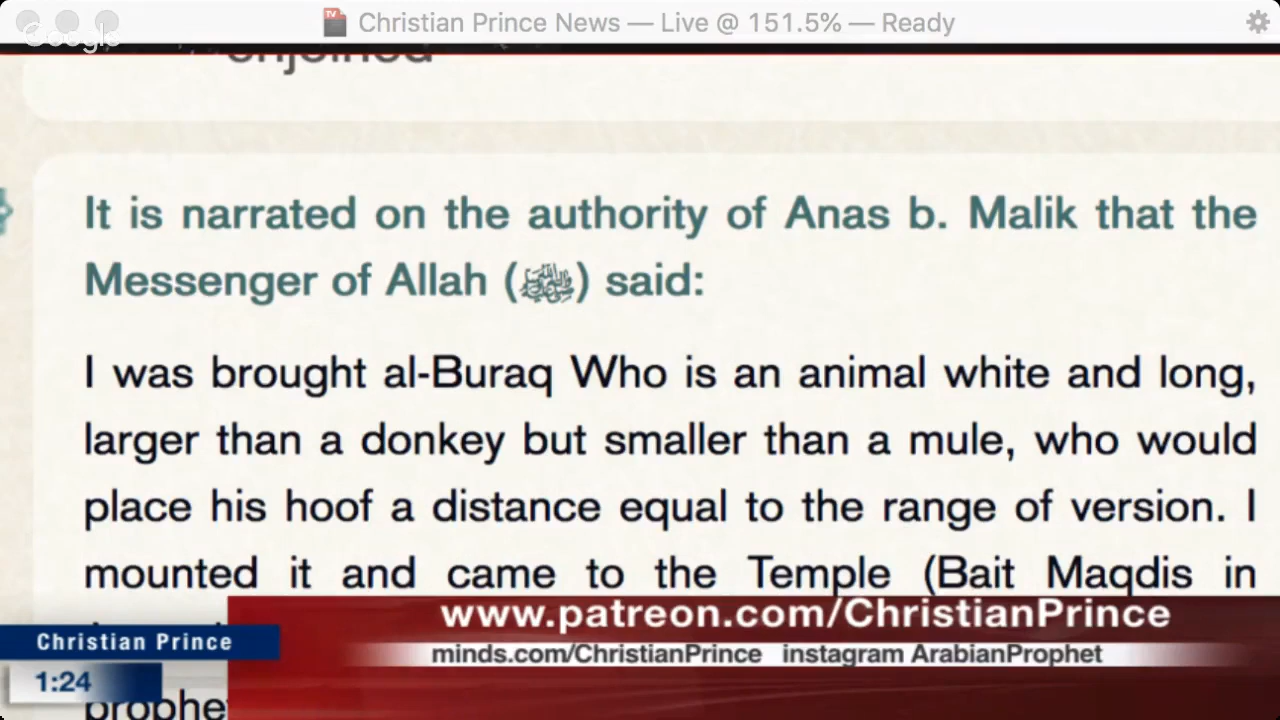 Christian Prince News — Live @ 151.5% — Ready
Google
enjoined
It is narrated on the authority of Anas b. Malik that the
Messenger of Allah (ﷺ) said:
I was brought al-Buraq Who is an animal white and long,
larger than a donkey but smaller than a mule, who would
place his hoof a distance equal to the range of version. I
mounted it and came to the Temple (Bait Maqdis in
www.patreon.com/ChristianPrince
Christian Prince
minds.com/ChristianPrince instagram ArabianProphet
1:24